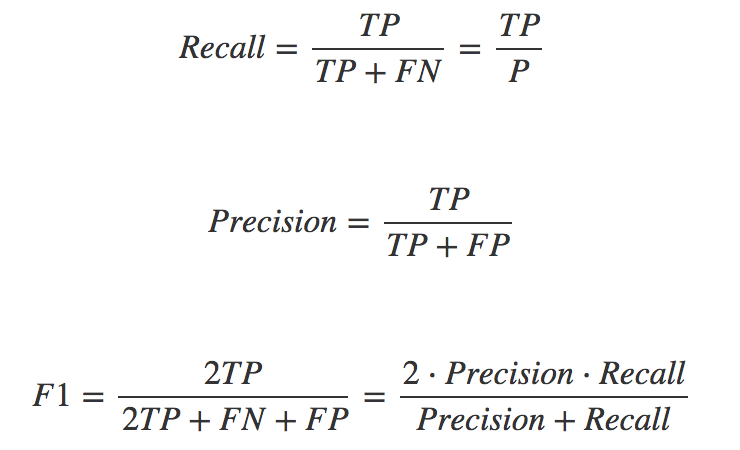 Recall = TP / TP + FN = TP / P
Precision = TP / TP + FP
F1 = 2TP / 2TP + FN + FP = 2 · Precision · Recall / Precision + Recall